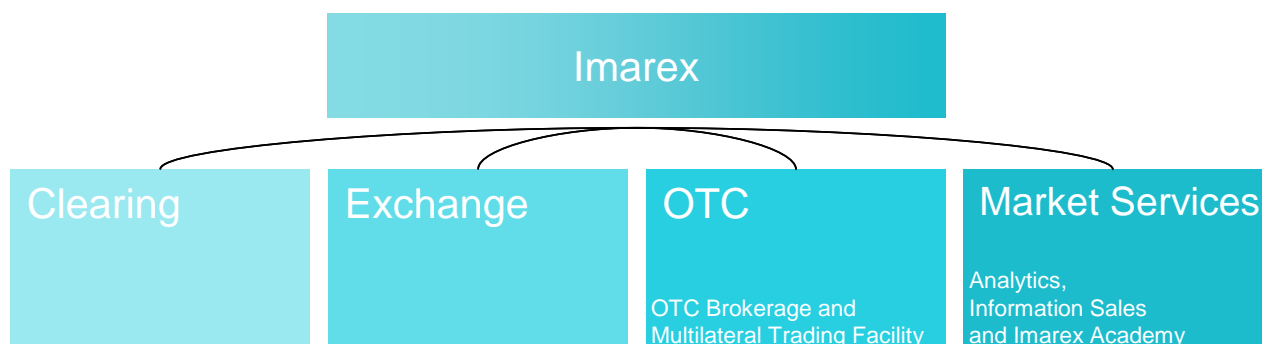 Imarex
Clearing
Exchange
OTC
Market Services
OTC Brokerage and
Multilateral Trading Facility
Analytics,
Information Sales
and Imarex Academy